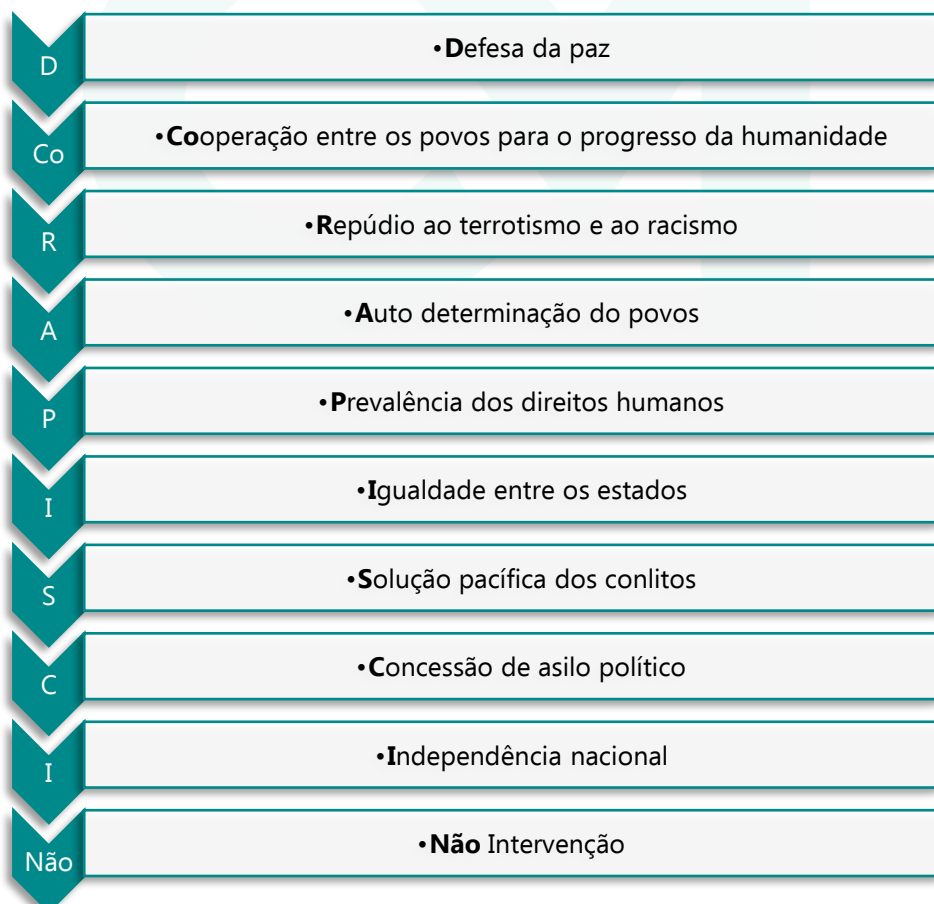 D
•Defesa da paz
Co
•Cooperação entre os povos para o progresso da humanidade
R
•Repúdio ao terrotismo e ao racismo
A
•Auto determinação do povos
P
•Prevalência dos direitos humanos
I
•Igualdade entre os estados
S
•Solução pacífica dos conlitos
C
•Concessão de asilo político
I
•Independência nacional
Não
•Não Intervenção